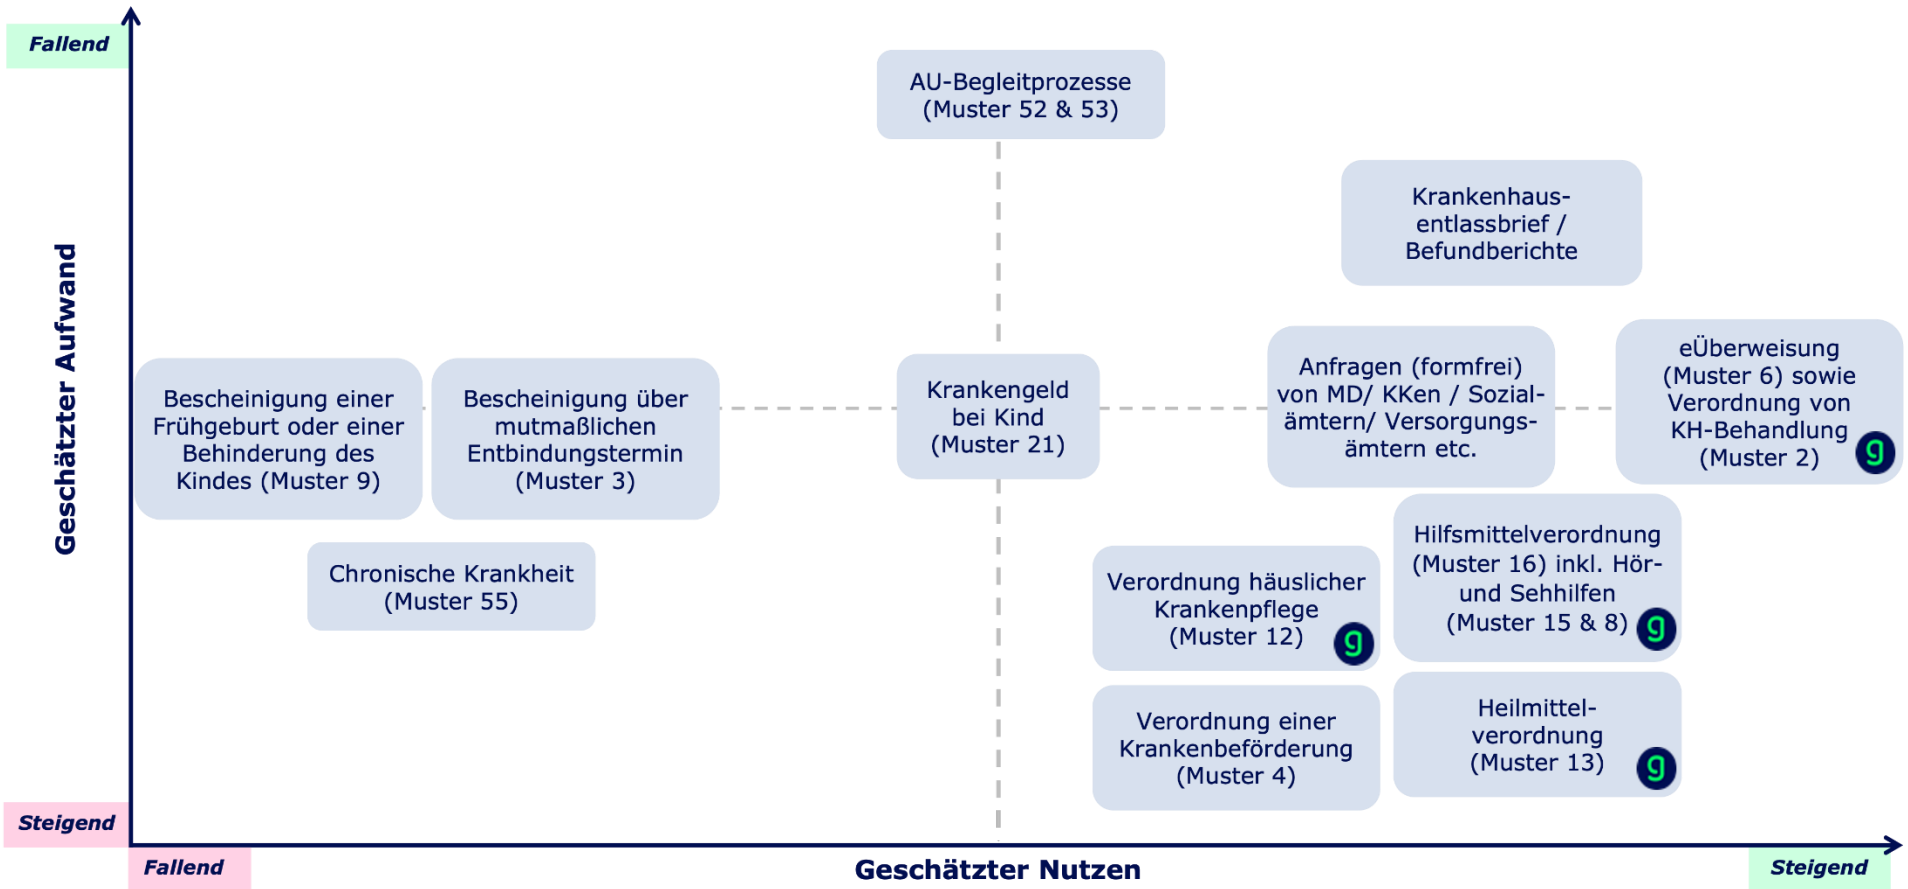 Fallend
AU-Begleitprozesse
(Muster 52 & 53)
Krankenhaus-
entlassbrief /
Befundberichte
Geschätzter Aufwand
Bescheinigung einer
Frühgeburt oder einer
Behinderung des
Kindes (Muster 9)
Bescheinigung über
mutmaßlichen
Entbindungstermin
(Muster 3)
Krankengeld
bei Kind
(Muster 21)
Anfragen (formfrei)
von MD/ KKen / Sozial-
ämtern/ Versorgungs-
ämtern etc.
eÜberweisung
(Muster 6) sowie
Verordnung von
KH-Behandlung
(Muster 2)
g
Chronische Krankheit
(Muster 55)
Verordnung häuslicher
Krankenpflege
(Muster 12)
g
Hilfsmittelverordnung
(Muster 16) inkl. Hör-
und Sehhilfen
(Muster 15 & 8)
g
Verordnung einer
Krankenbeförderung
(Muster 4)
Heilmittel-
verordnung
(Muster 13)
g
Steigend
Fallend
Geschätzter Nutzen
Steigend